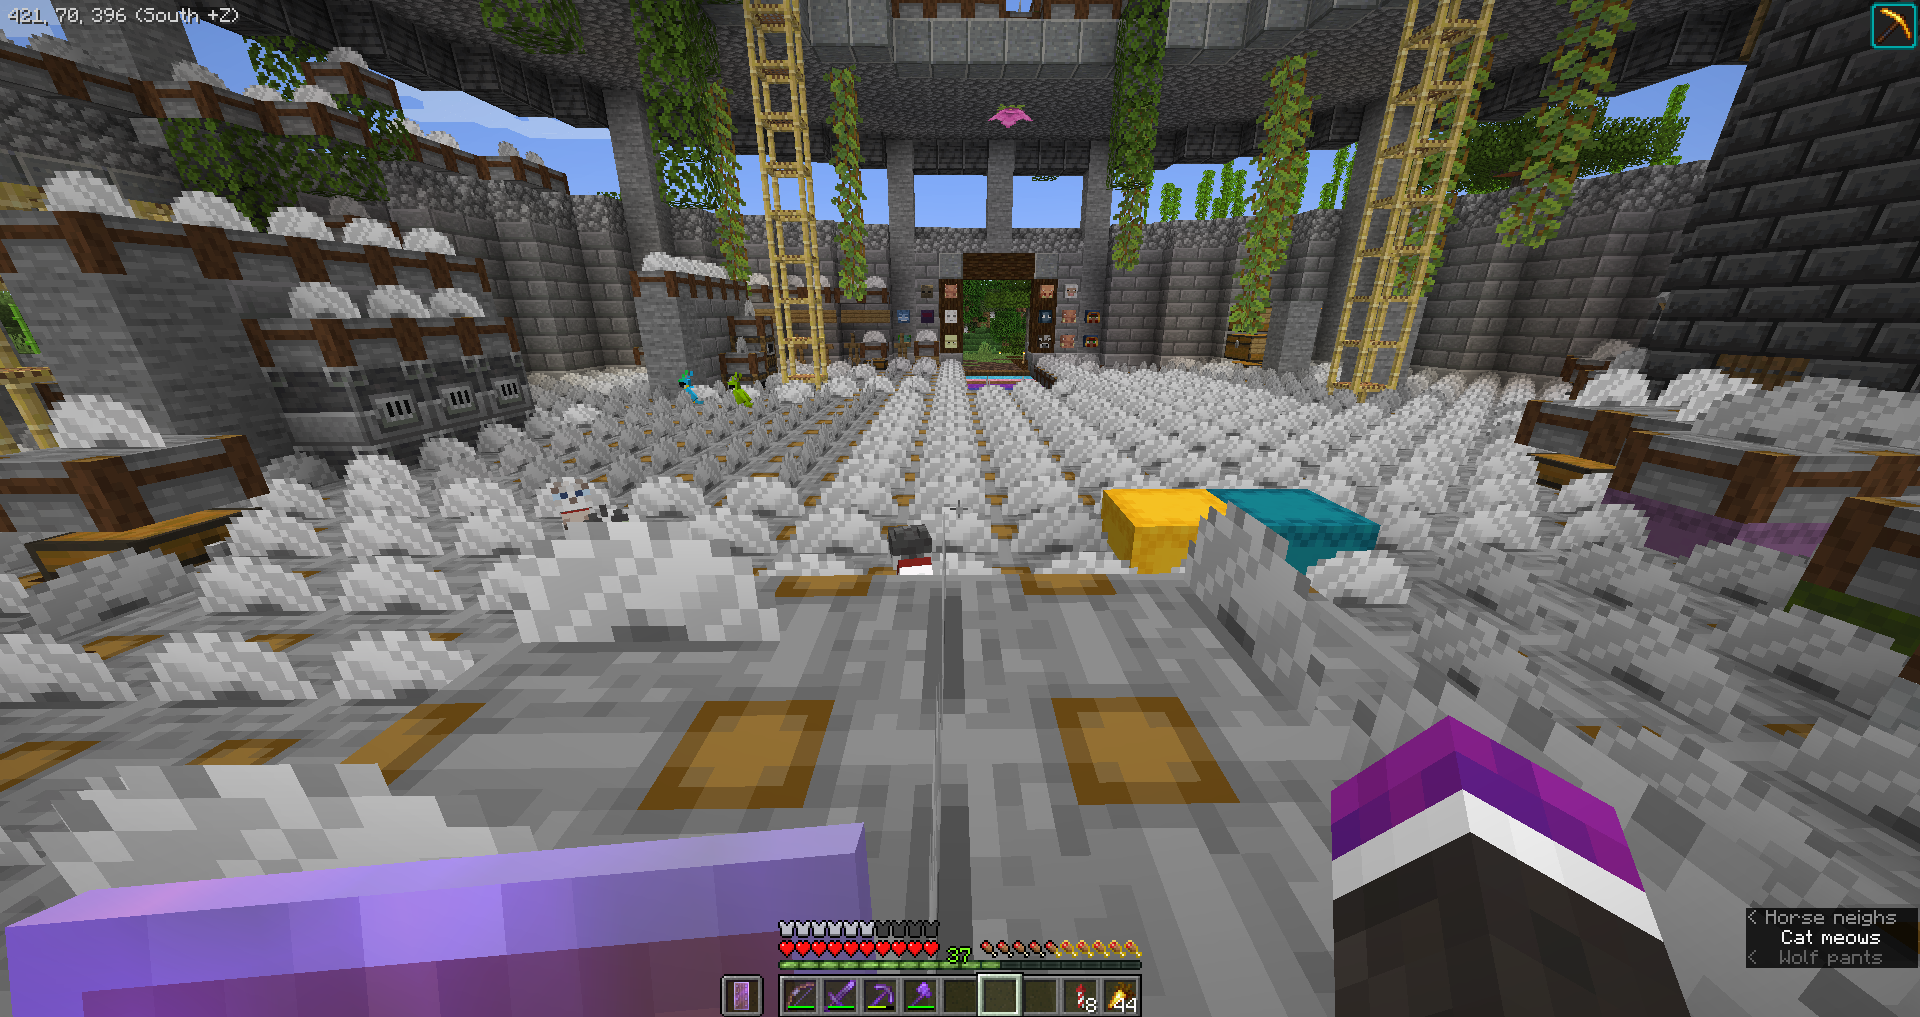 421, 70, 396 (South +Z)
< Horse neighs
Cat meows
< Wolf pants
37
8
44